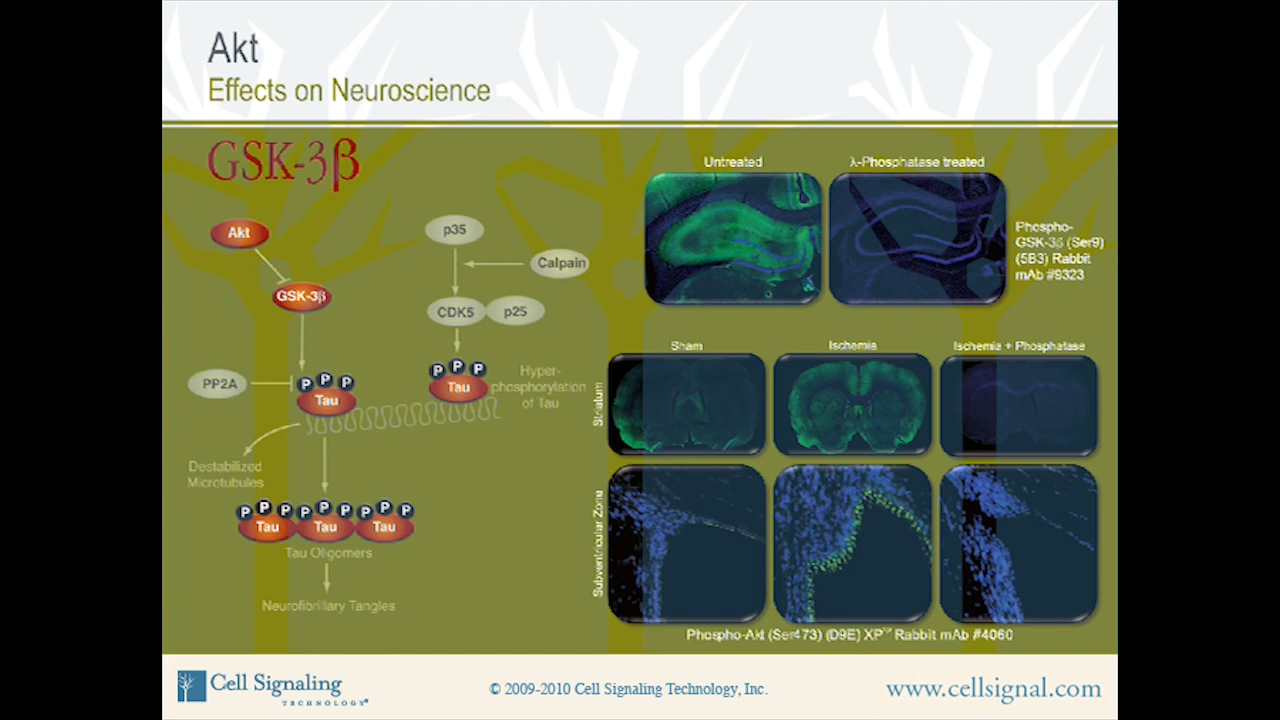 Akt
Effects on Neuroscience
GSK-3β
Akt
GSK-3β
PP2A
P P P
Tau
Destabilized
Microtubules
P P P P P P P P P
Tau Tau Tau
Tau Oligomers
Neurofibrillary Tangles
p35
Calpain
CDK5 p25
P P P
Tau
Hyper-
phosphorylation
of Tau
Untreated
λ-Phosphatase treated
Phospho-
GSK-3β (Ser9)
(5B3) Rabbit
mAb #9323
Sham
Ischemia
Ischemia + Phosphatase
Striatum
Subventricular Zone
Phospho-Akt (Ser473) (D9E) XP™ Rabbit mAb #4060
Cell Signaling
TECHNOLOGY®
© 2009-2010 Cell Signaling Technology, Inc.
www.cellsignal.com